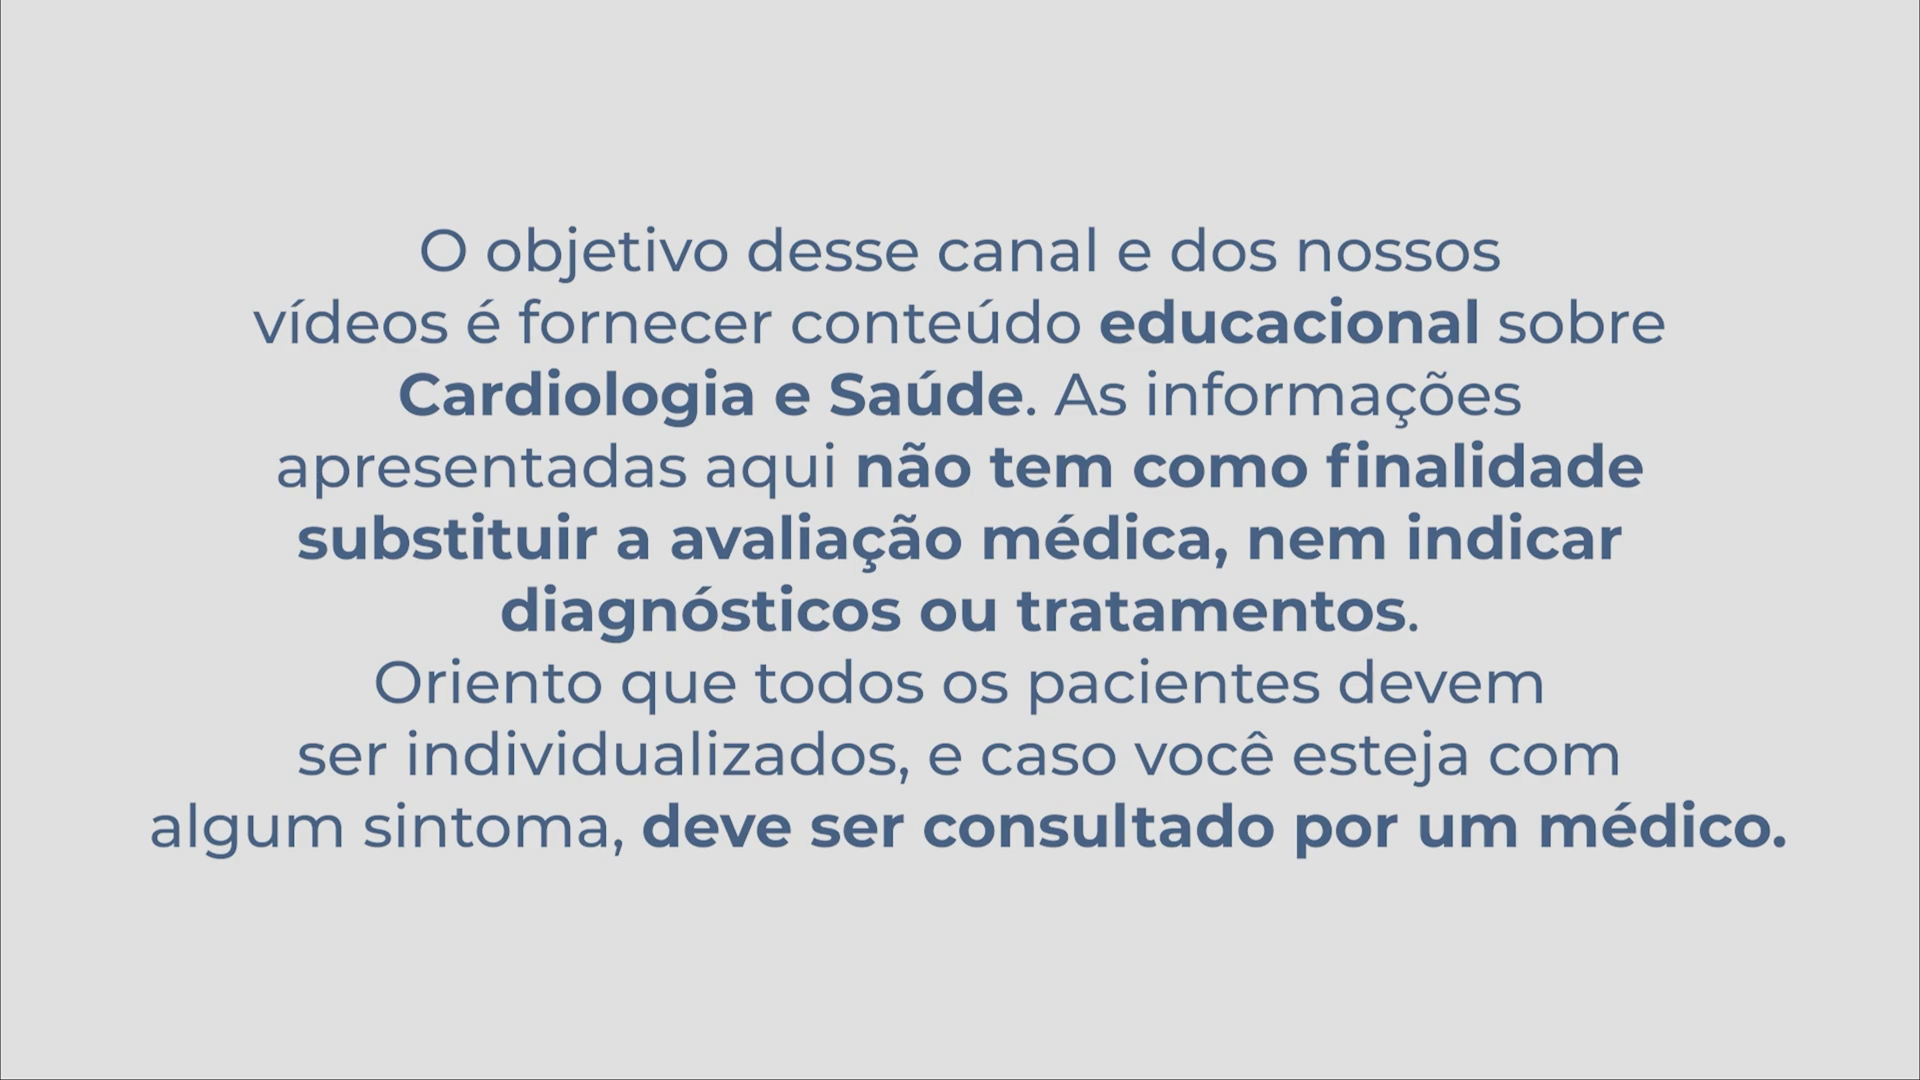 O objetivo desse canal e dos nossos
vídeos é fornecer conteúdo educacional sobre
Cardiologia e Saúde. As informações
apresentadas aqui não tem como finalidade
substituir a avaliação médica, nem indicar
diagnósticos ou tratamentos.
Oriento que todos os pacientes devem
ser individualizados, e caso você esteja com
algum sintoma, deve ser consultado por um médico.